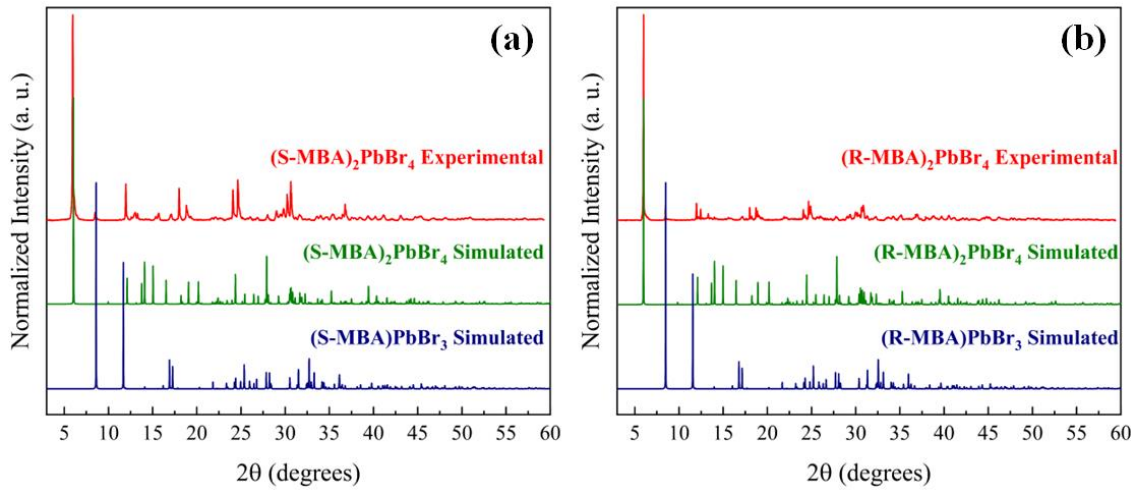 (a)
Normalized Intensity (a. u.)
(S-MBA)₂PbBr₄ Experimental
(S-MBA)₂PbBr₄ Simulated
(S-MBA)PbBr₃ Simulated
5 10 15 20 25 30 35 40 45 50 55 60
2θ (degrees)
(b)
Normalized Intensity (a. u.)
(R-MBA)₂PbBr₄ Experimental
(R-MBA)₂PbBr₄ Simulated
(R-MBA)PbBr₃ Simulated
5 10 15 20 25 30 35 40 45 50 55 60
2θ (degrees)